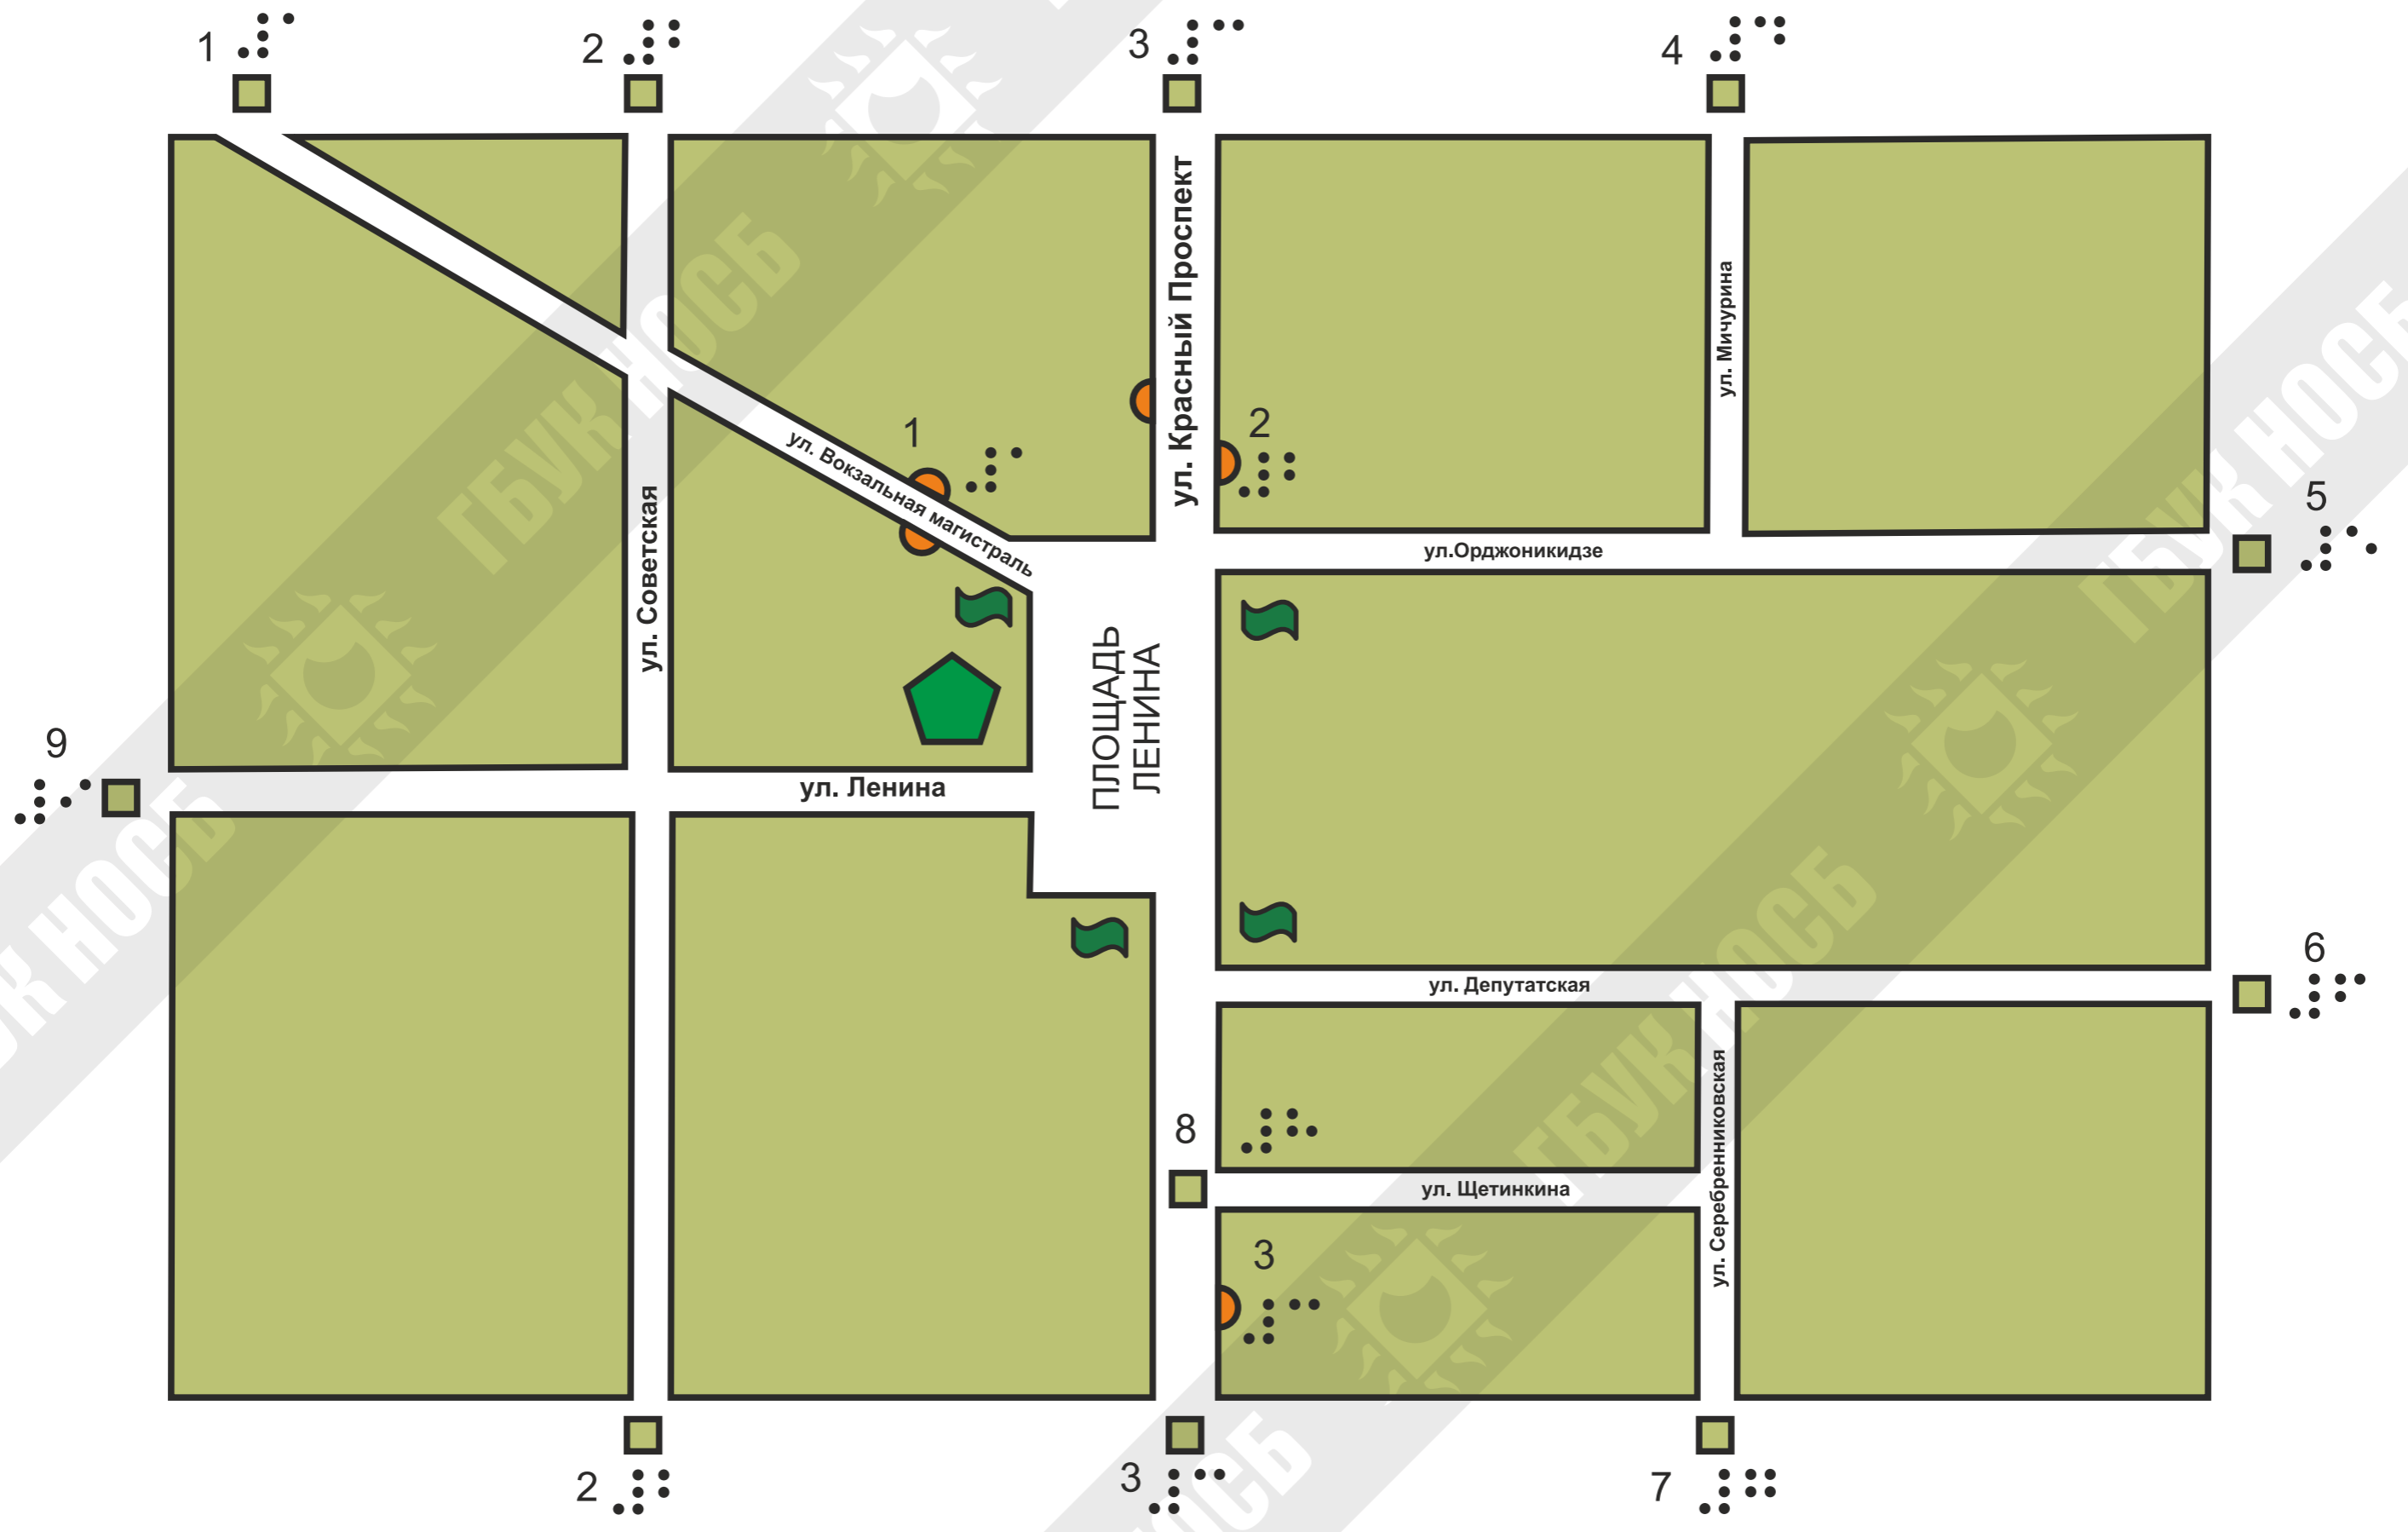 1 ⠼⠁
2 ⠼⠃
3 ⠼⠉
4 ⠼⠙
ул. Красный Проспект
ул. Мичурина
1 ⠼⠁
2 ⠼⠃
ул. Вокзальная магистраль
ул. Советская
ул.Орджоникидзе
5 ⠼⠑
ПЛОЩАДЬ
ЛЕНИНА
9 ⠼⠊
ул. Ленина
6 ⠼⠋
ул. Депутатская
8 ⠼⠓
ул. Щетинкина
ул. Серебренниковская
3 ⠼⠉
2 ⠼⠃
3 ⠼⠉
7 ⠼⠛
ГБУК НОСБ
ГБУК НОСБ
ГБУК НОСБ
ГБУК НОСБ